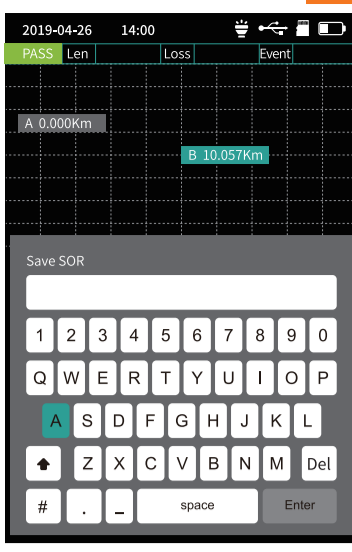 2019-04-26 14:00
PASS Len Loss Event
A 0.000Km
B 10.057Km
Save SOR
1 2 3 4 5 6 7 8 9 0
Q W E R T Y U I O P
A S D F G H J K L
Z X C V B N M Del
# . _ space Enter